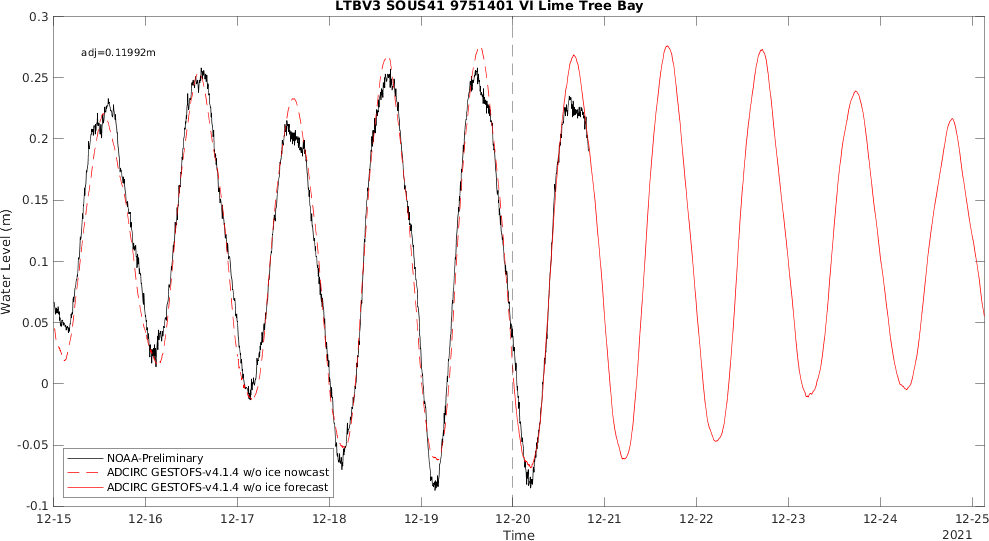 LTBV3 SOUS41 9751401 VI Lime Tree Bay
adj=0.11992m
0.3
0.25
0.2
0.15
0.1
0.05
0
-0.05
-0.1
Water Level (m)
NOAA-Preliminary
ADCIRC GESTOFS-v4.1.4 w/o ice nowcast
ADCIRC GESTOFS-v4.1.4 w/o ice forecast
12-15 12-16 12-17 12-18 12-19 12-20 12-21 12-22 12-23 12-24 12-25
Time
2021